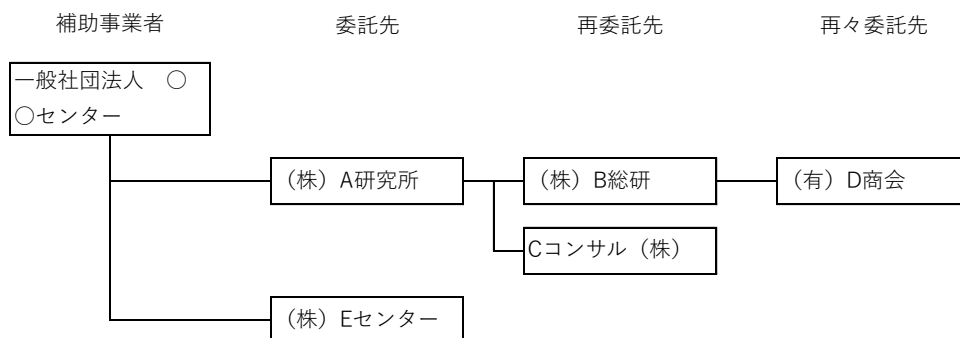 補助事業者 委託先 再委託先 再々委託先
一般社団法人　○
○センター
（株）A研究所 （株）B総研 （有）D商会
Cコンサル（株）
（株）Eセンター